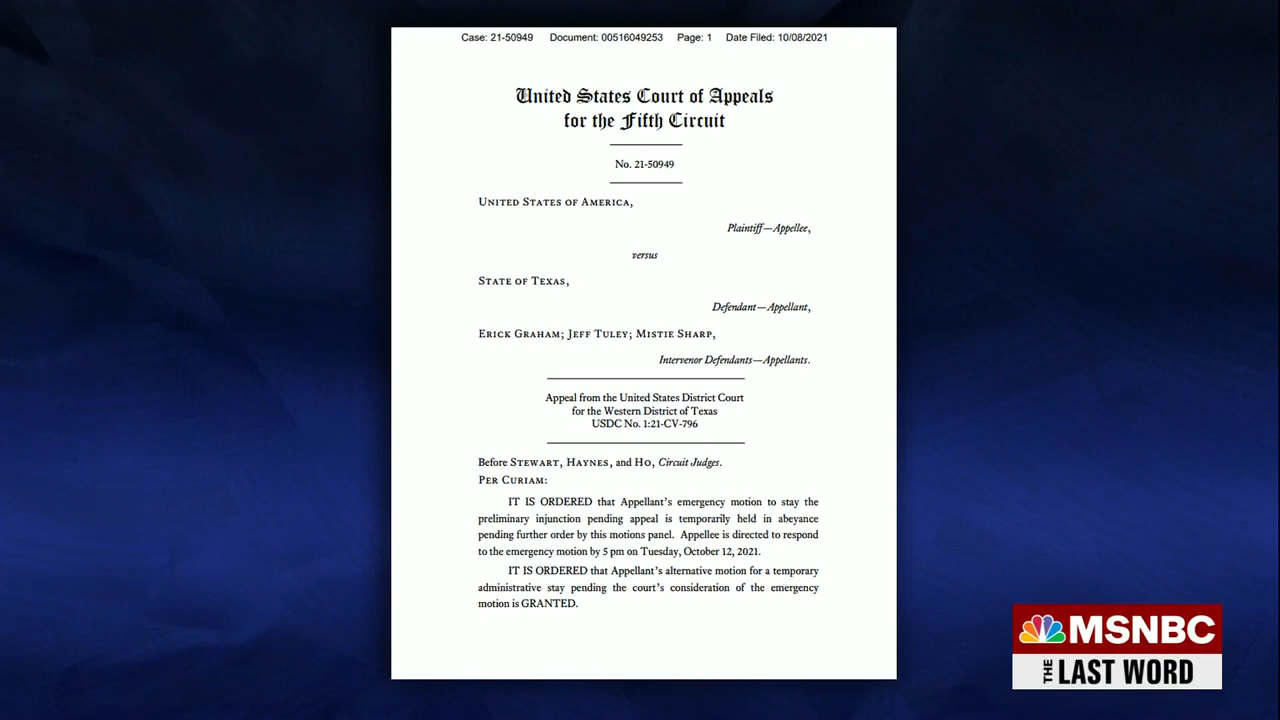 Case: 21-50949 Document: 00516049253 Page: 1 Date Filed: 10/08/2021
United States Court of Appeals
for the Fifth Circuit
No. 21-50949
United States of America,
Plaintiff—Appellee,
versus
State of Texas,
Defendant—Appellant,
Erick Graham; Jeff Tuley; Mistie Sharp,
Intervenor Defendants—Appellants.
Appeal from the United States District Court
for the Western District of Texas
USDC No. 1:21-CV-796
Before Stewart, Haynes, and Ho, Circuit Judges.
Per Curiam:
IT IS ORDERED that Appellant's emergency motion to stay the
preliminary injunction pending appeal is temporarily held in abeyance
pending further order by this motions panel. Appellee is directed to respond
to the emergency motion by 5 pm on Tuesday, October 12, 2021.
IT IS ORDERED that Appellant's alternative motion for a temporary
administrative stay pending the court's consideration of the emergency
motion is GRANTED.
MSNBC
THE LAST WORD